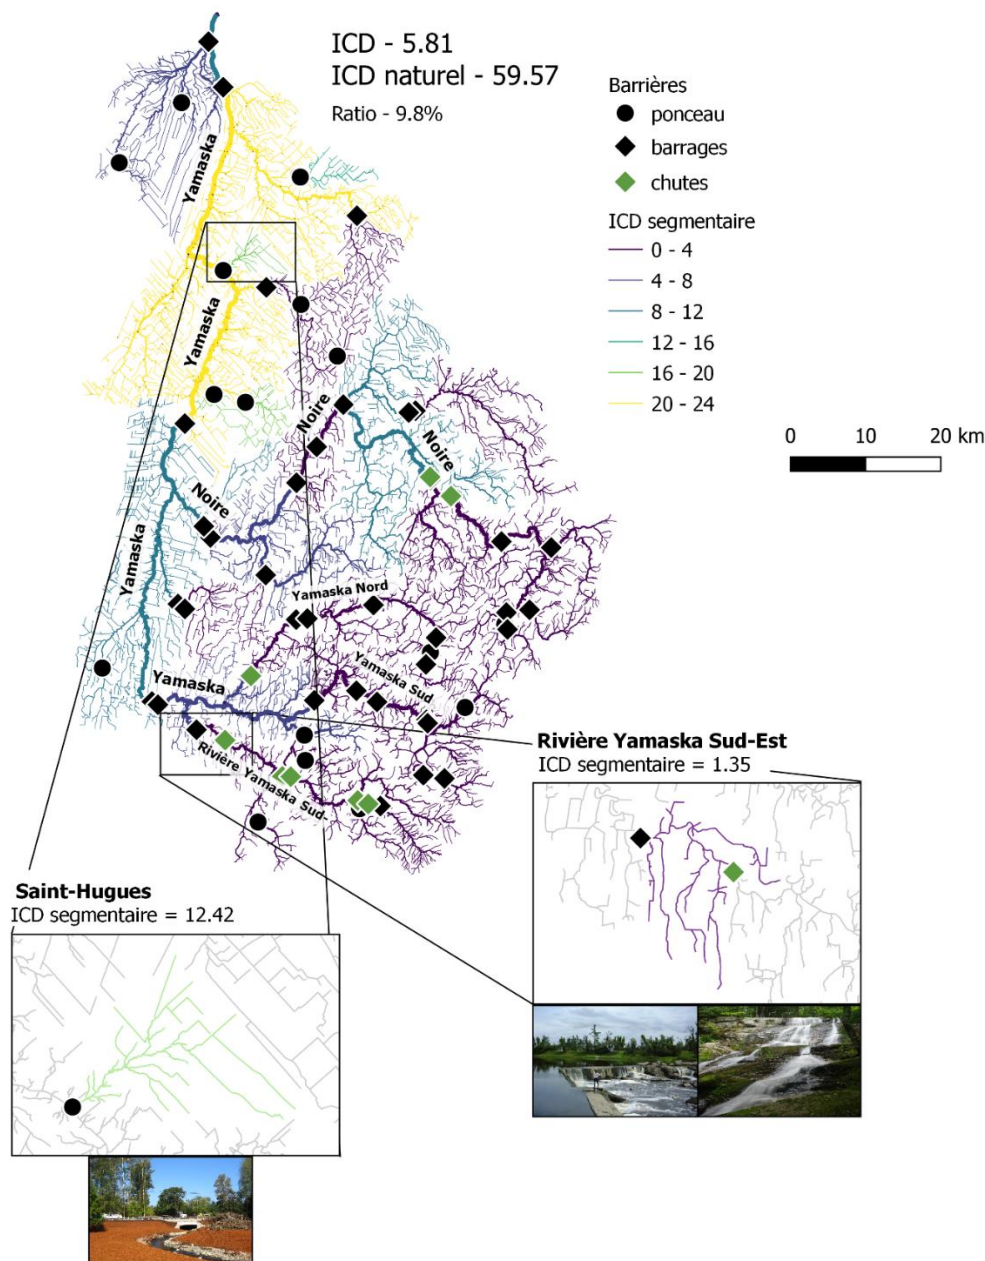 ICD - 5.81
ICD naturel - 59.57
Ratio - 9.8%
Barrières
ponceau
barrages
chutes
ICD segmentaire
0 - 4
4 - 8
8 - 12
12 - 16
16 - 20
20 - 24
0 10 20 km
Yamaska
Yamaska
Noire
Noire
Noire
Yamaska
Yamaska Nord
Yamaska Sud
Yamaska
Rivière Yamaska Sud-
Rivière Yamaska Sud-Est
ICD segmentaire = 1.35
Saint-Hugues
ICD segmentaire = 12.42